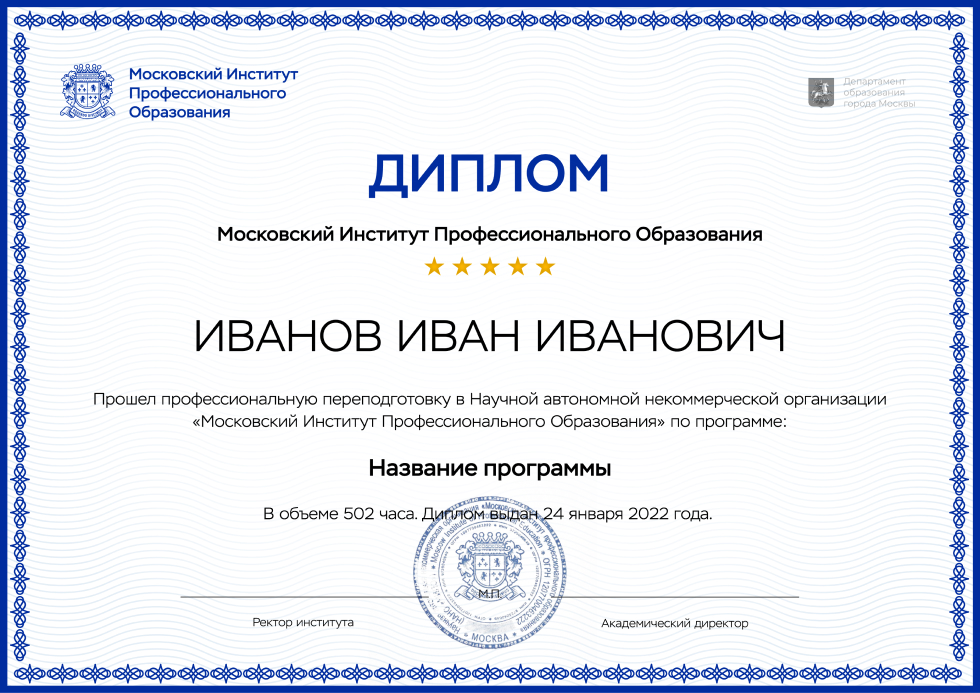 Московский Институт
Профессионального
Образования
Департамент
образования
города Москвы
ДИПЛОМ
Московский Институт Профессионального Образования
ИВАНОВ ИВАН ИВАНОВИЧ
Прошел профессиональную переподготовку в Научной автономной некоммерческой организации
«Московский Институт Профессионального Образования» по программе:
Название программы
В объеме 502 часа. Диплом выдан 24 января 2022 года.
М.П.
МОСКВА
Ректор института
Академический директор